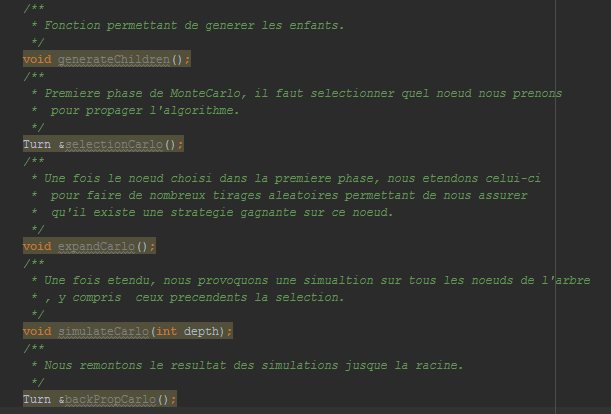 /**
* Fonction permettant de generer les enfants.
*/
void generateChildren();
/**
* Premiere phase de MonteCarlo, il faut selectionner quel noeud nous prenons
* pour propager l'algorithme.
*/
Turn &selectionCarlo();
/**
* Une fois le noeud choisi dans la premiere phase, nous etendons celui-ci
* pour faire de nombreux tirages aleatoires permettant de nous assurer
* qu'il existe une strategie gagnante sur ce noeud.
*/
void expandCarlo();
/**
* Une fois etendu, nous provoquons une simualtion sur tous les noeuds de l'arbre
* , y compris ceux precendents la selection.
*/
void simulateCarlo(int depth);
/**
* Nous remontons le resultat des simulations jusque la racine.
*/
Turn &backPropCarlo();